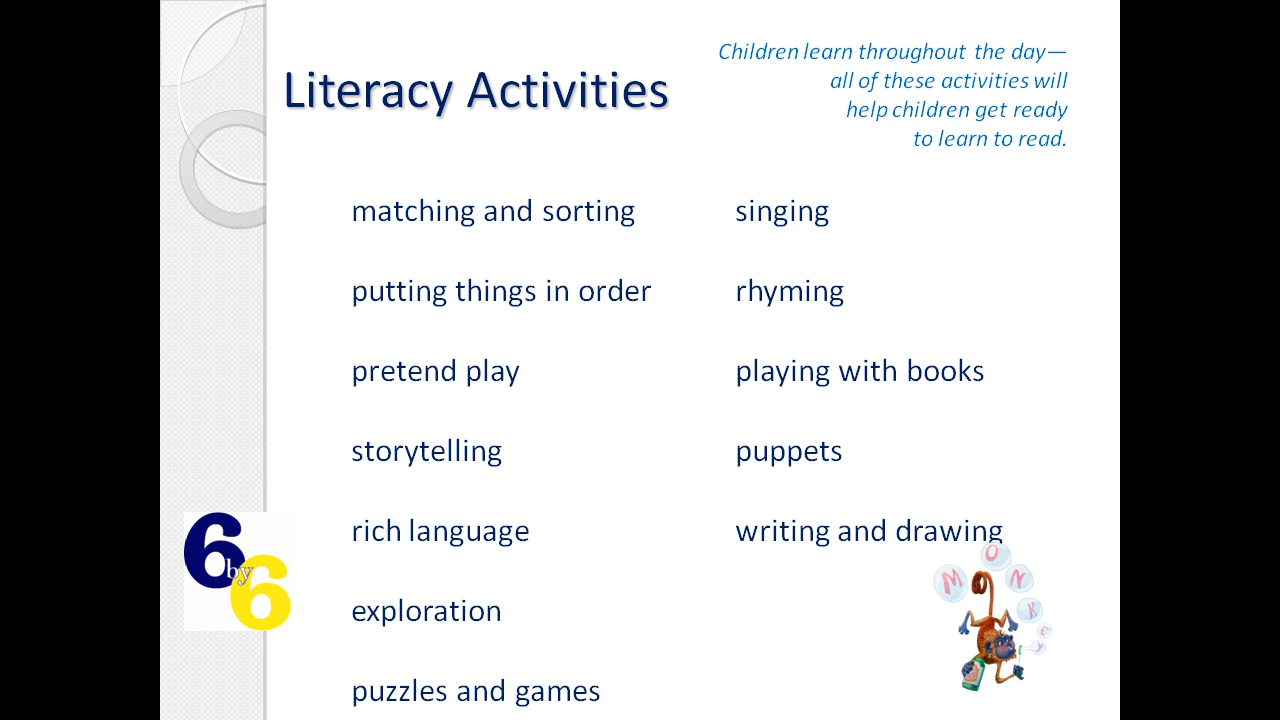 Literacy Activities
Children learn throughout the day—
all of these activities will
help children get ready
to learn to read.
matching and sorting
putting things in order
pretend play
storytelling
rich language
exploration
puzzles and games
singing
rhyming
playing with books
puppets
writing and drawing
6 by 6
M O N K E Y